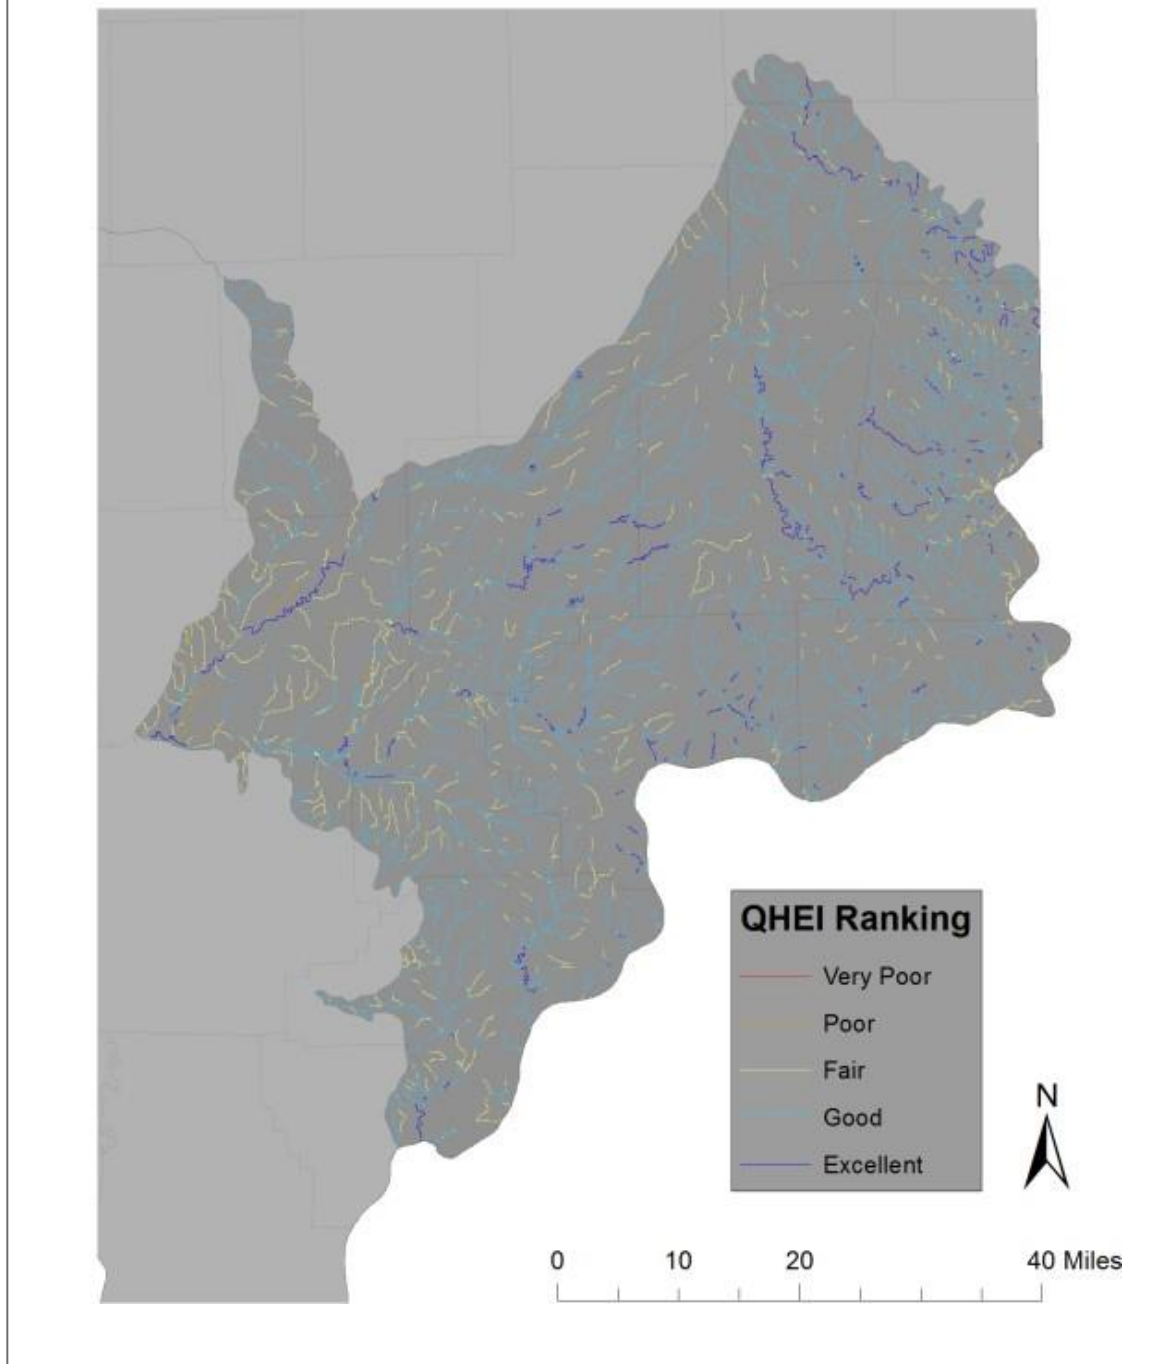 QHEI Ranking
Very Poor
Poor
Fair
Good
Excellent
N
0 10 20 40 Miles